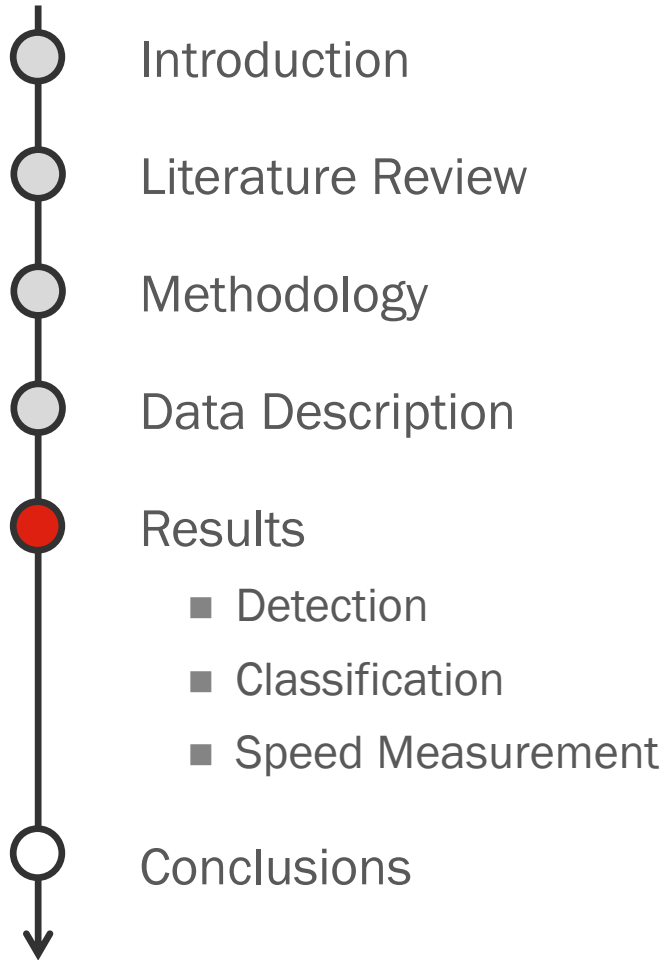 Introduction
Literature Review
Methodology
Data Description
Results
Detection
Classification
Speed Measurement
Conclusions